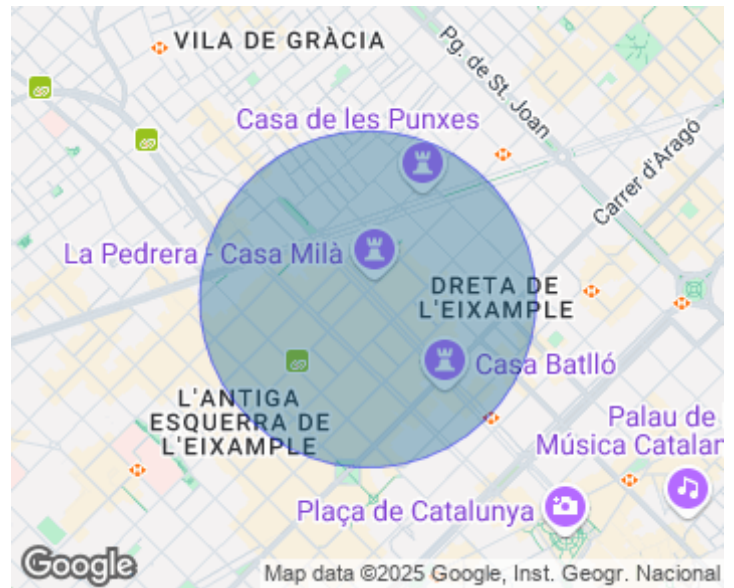 VILA DE GRÀCIA
Pg. de St. Joan
Casa de les Punxes
Carrer d'Aragó
La Pedrera - Casa Milà
DRETA DE
L'EIXAMPLE
Casa Batlló
L'ANTIGA
ESQUERRA DE
L'EIXAMPLE
Palau de l
Música Catalan
Plaça de Catalunya
Google
Map data ©2025 Google, Inst. Geogr. Nacional